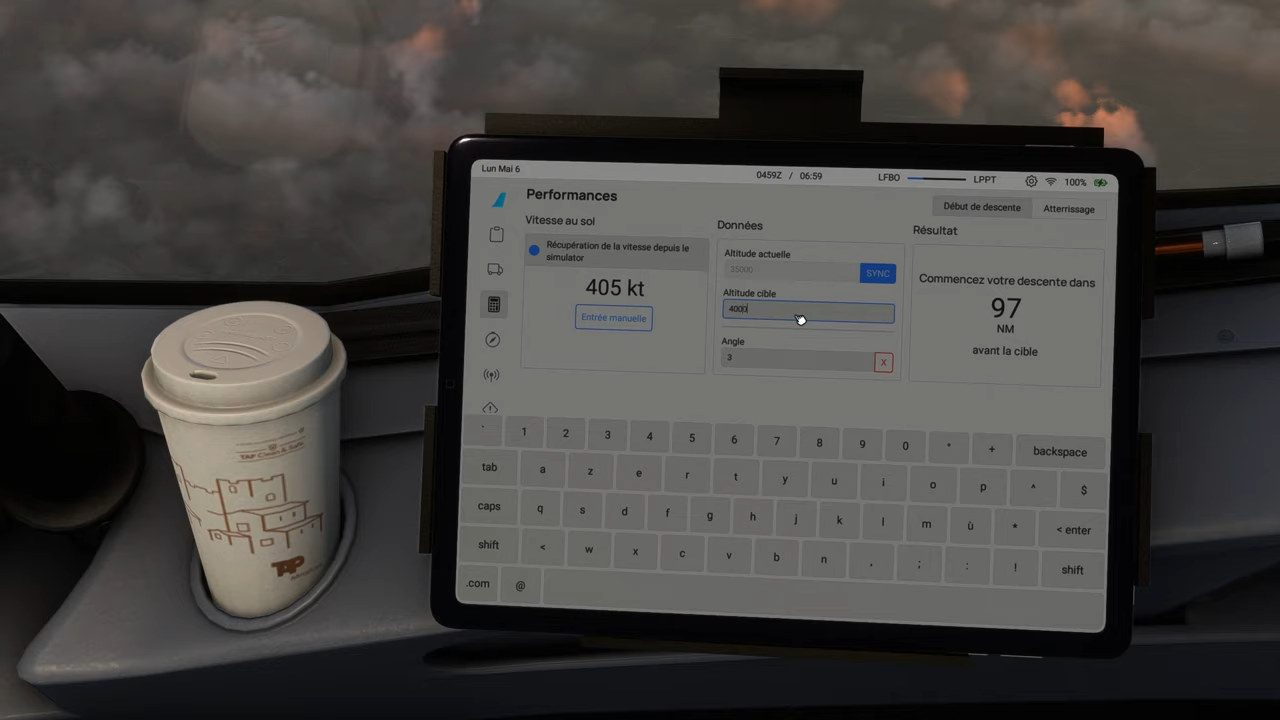 Lun Mai 6
0459Z / 06:59
LFBO
LPPT
100%
Performances
Début de descente
Atterrissage
Vitesse au sol
Récupération de la vitesse depuis le
simulator
405 kt
Entrée manuelle
Données
Altitude actuelle
35000
SYNC
Altitude cible
4000
Angle
3
X
Résultat
Commencez votre descente dans
97
NM
avant la cible
` 1 2 3 4 5 6 7 8 9 0 ° + backspace
tab a z e r t y u i o p ^ $
caps q s d f g h j k l m ù * < enter
shift < w x c v b n , ; : ! shift
.com @
TAP Clean & Safe
TAP